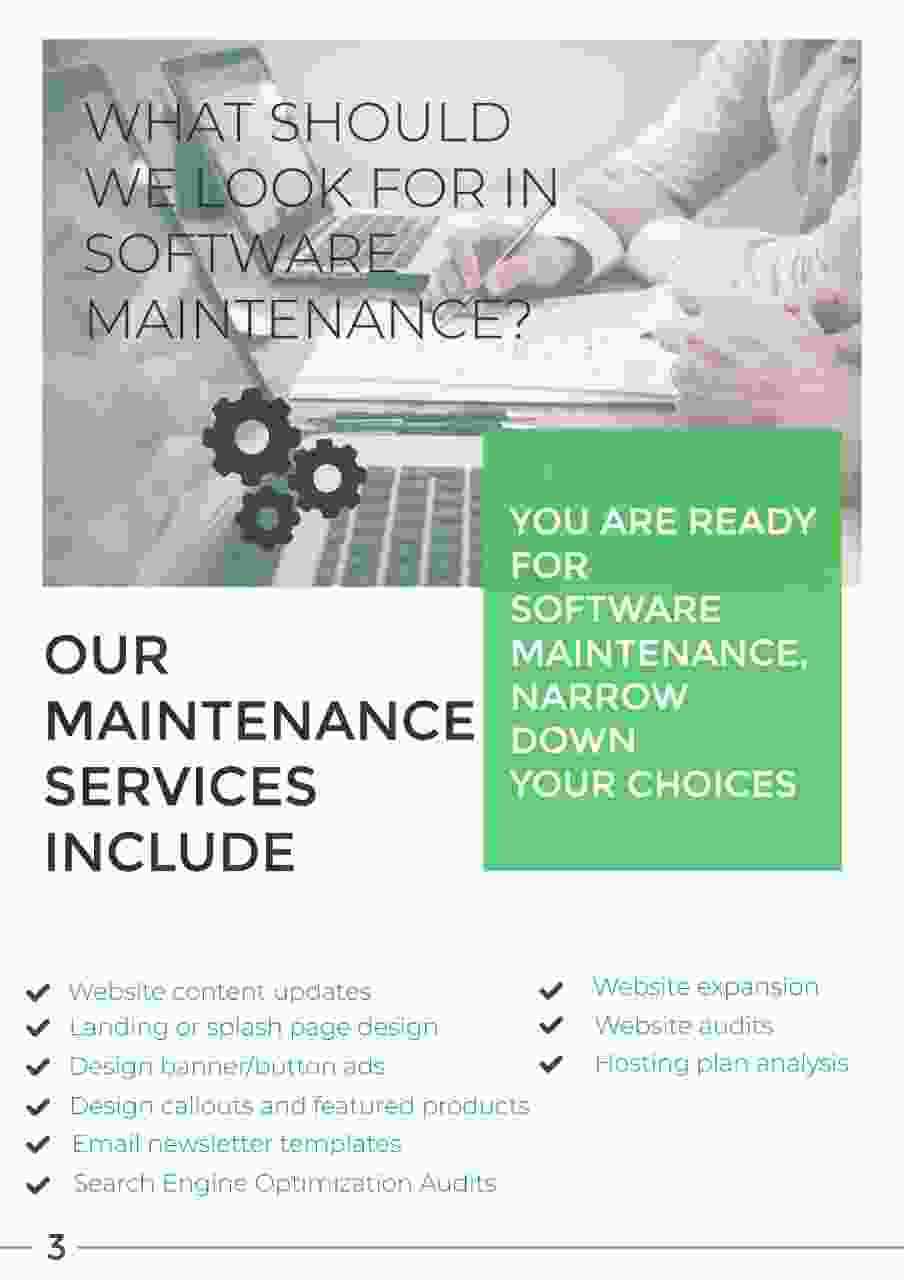 WHAT SHOULD
WE LOOK FOR IN
SOFTWARE
MAINTENANCE?
YOU ARE READY
FOR
SOFTWARE
MAINTENANCE,
NARROW
DOWN
YOUR CHOICES
OUR
MAINTENANCE
SERVICES
INCLUDE
Website content updates
Landing or splash page design
Design banner/button ads
Design callouts and featured products
Email newsletter templates
Search Engine Optimization Audits
Website expansion
Website audits
Hosting plan analysis
3